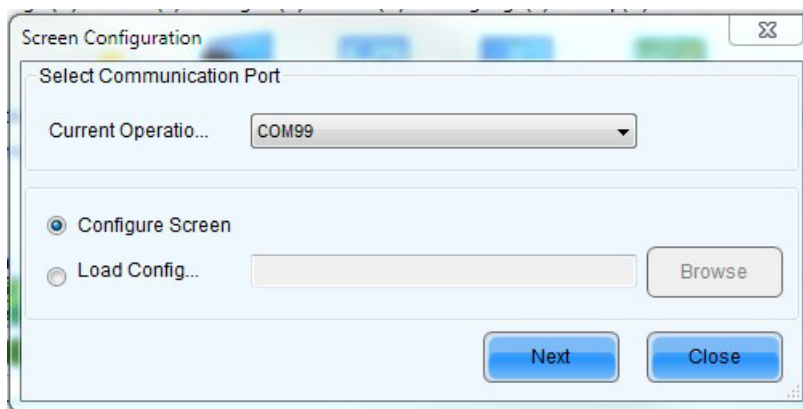 Screen Configuration
Select Communication Port
Current Operatio...
COM99
Configure Screen
Load Config...
Browse
Next
Close